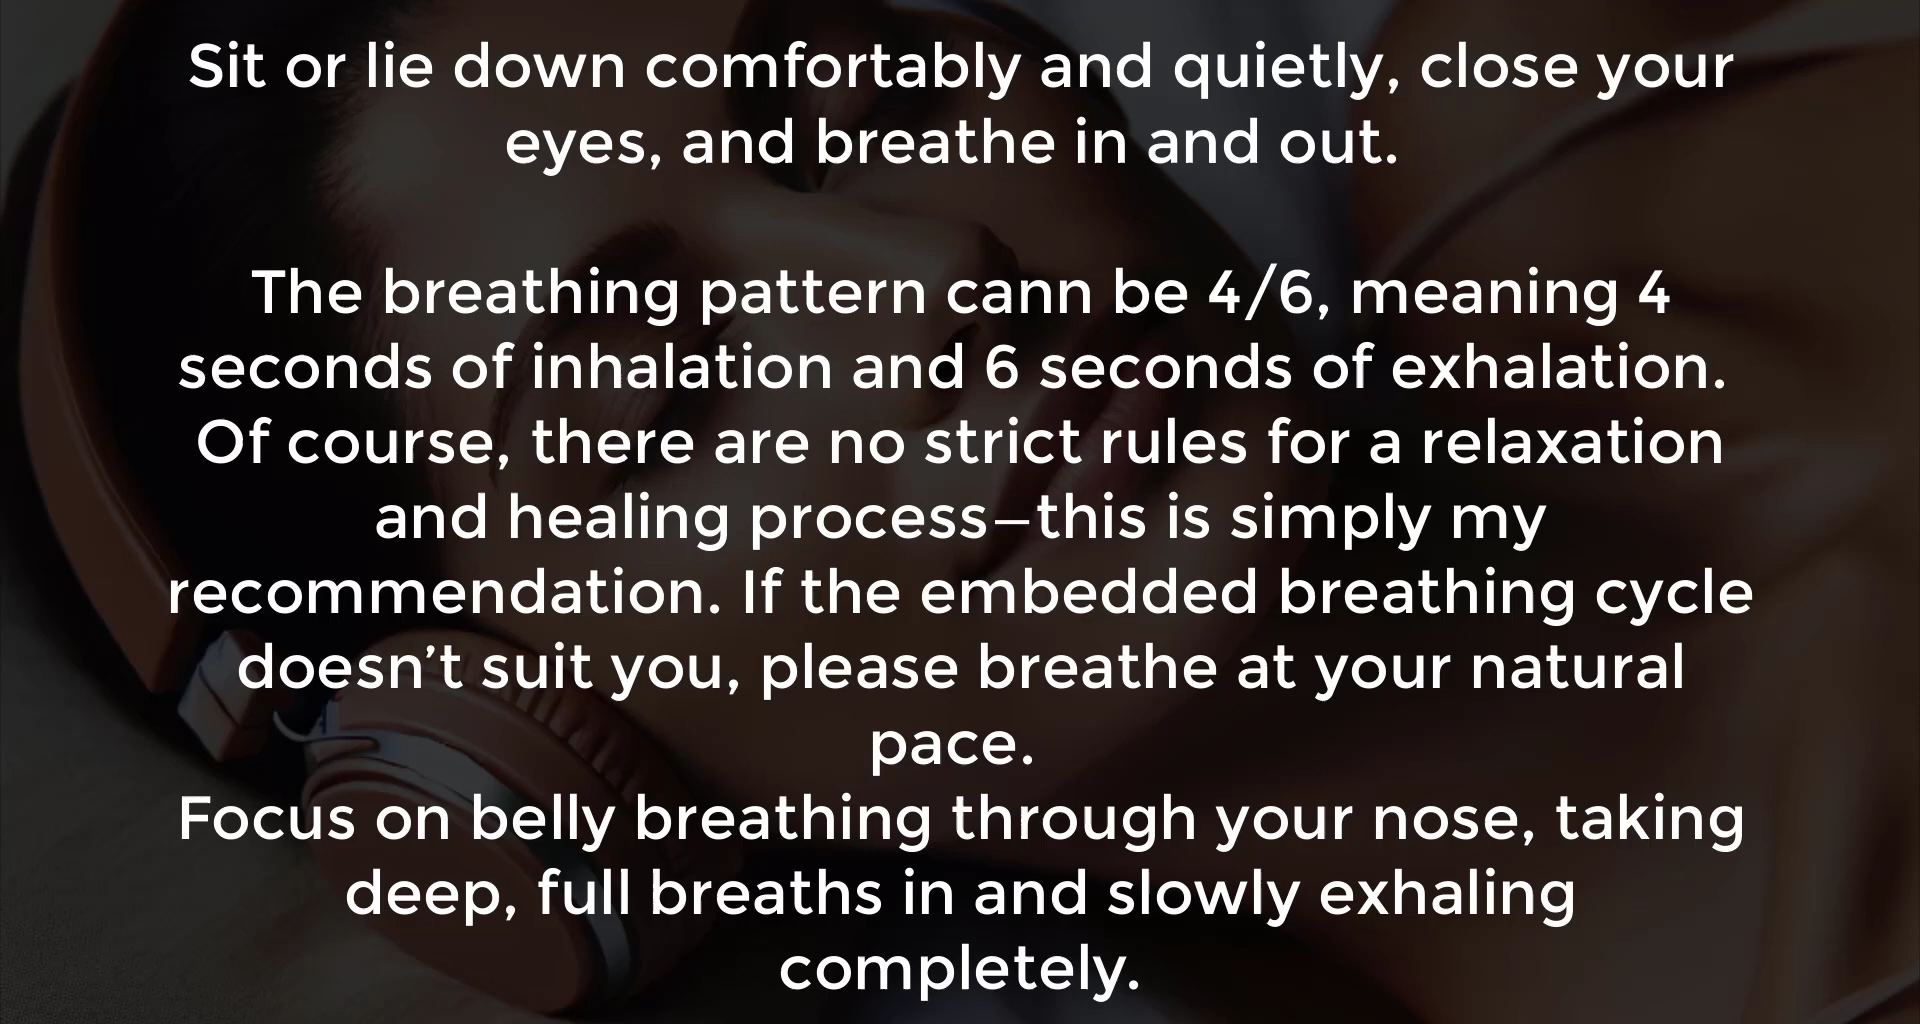 Sit or lie down comfortably and quietly, close your
eyes, and breathe in and out.
The breathing pattern cann be 4/6, meaning 4
seconds of inhalation and 6 seconds of exhalation.
Of course, there are no strict rules for a relaxation
and healing process—this is simply my
recommendation. If the embedded breathing cycle
doesn’t suit you, please breathe at your natural
pace.
Focus on belly breathing through your nose, taking
deep, full breaths in and slowly exhaling
completely.